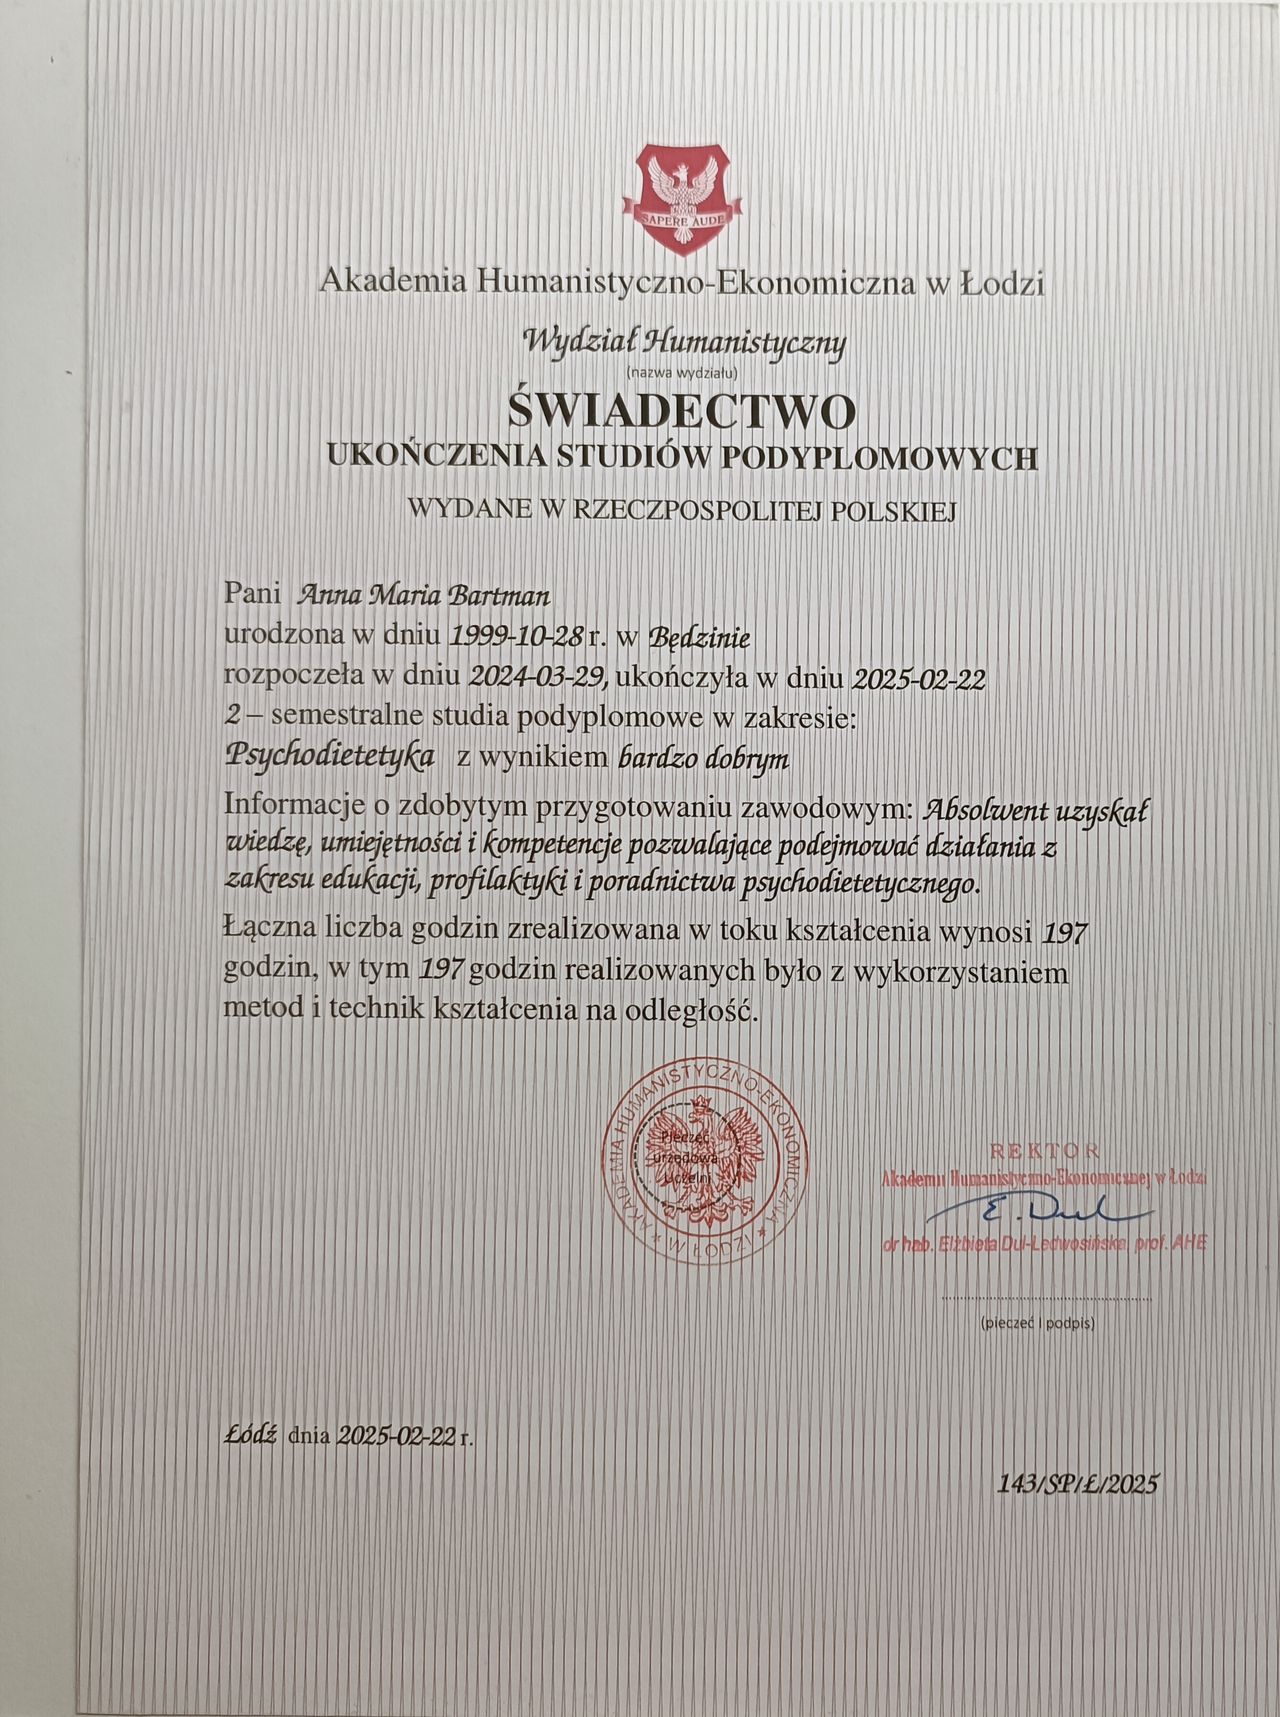 SAPERE AUDE
Akademia Humanistyczno-Ekonomiczna w Łodzi
Wydział Humanistyczny
(nazwa wydziału)
ŚWIADECTWO
UKOŃCZENIA STUDIÓW PODYPLOMOWYCH
WYDANE W RZECZPOSPOLITEJ POLSKIEJ
Pani Anna Maria Bartman
urodzona w dniu 1999-10-28 r. w Będzinie
rozpoczeła w dniu 2024-03-29, ukończyła w dniu 2025-02-22
2 – semestralne studia podyplomowe w zakresie:
Psychodietetyka z wynikiem bardzo dobrym
Informacje o zdobytym przygotowaniu zawodowym: Absolwent uzyskał
wiedzę, umiejętności i kompetencje pozwalające podejmować działania z
zakresu edukacji, profilaktyki i poradnictwa psychodietetycznego.
Łączna liczba godzin zrealizowana w toku kształcenia wynosi 197
godzin, w tym 197 godzin realizowanych było z wykorzystaniem
metod i technik kształcenia na odległość.
AKADEMIA HUMANISTYCZNO-EKONOMICZNA
* W ŁODZI *
Pieczęć
urzędowa
Uczelni
REKTOR
Akademii Humanistyczno-Ekonomicznej w Łodzi
E. Dul
dr hab. Elżbieta Dul-Ledwosińska, prof. AHE
(pieczeć i podpis)
Łódź dnia 2025-02-22 r.
143/SP/Ł/2025